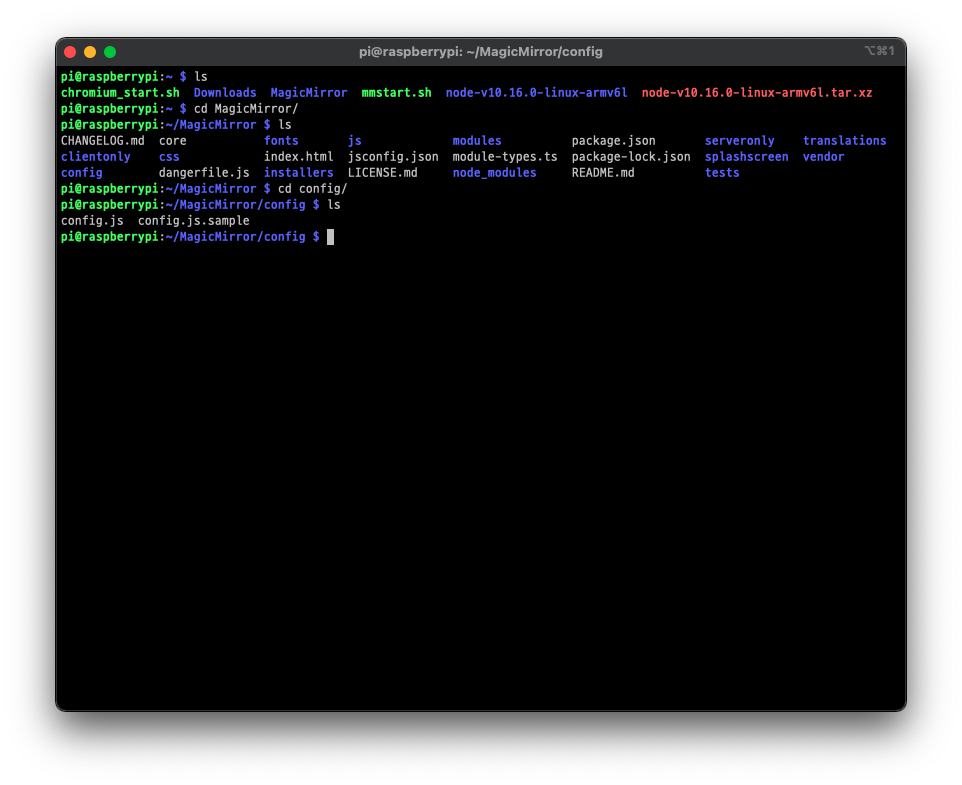 pi@raspberrypi: ~/MagicMirror/config
⌥⌘1
pi@raspberrypi:~ $ ls
chromium_start.sh  Downloads  MagicMirror  mmstart.sh  node-v10.16.0-linux-armv6l  node-v10.16.0-linux-armv6l.tar.xz
pi@raspberrypi:~ $ cd MagicMirror/
pi@raspberrypi:~/MagicMirror $ ls
CHANGELOG.md  core           fonts       js             modules          package.json       serveronly    translations
clientonly    css            index.html  jsconfig.json  module-types.ts  package-lock.json  splashscreen  vendor
config        dangerfile.js  installers  LICENSE.md     node_modules     README.md          tests
pi@raspberrypi:~/MagicMirror $ cd config/
pi@raspberrypi:~/MagicMirror/config $ ls
config.js  config.js.sample
pi@raspberrypi:~/MagicMirror/config $